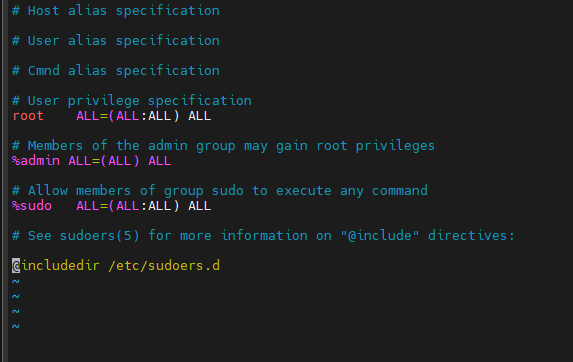 # Host alias specification
# User alias specification
# Cmnd alias specification
# User privilege specification
root    ALL=(ALL:ALL) ALL
# Members of the admin group may gain root privileges
%admin ALL=(ALL) ALL
# Allow members of group sudo to execute any command
%sudo   ALL=(ALL:ALL) ALL
# See sudoers(5) for more information on "@include" directives:
@includedir /etc/sudoers.d
~
~
~
~